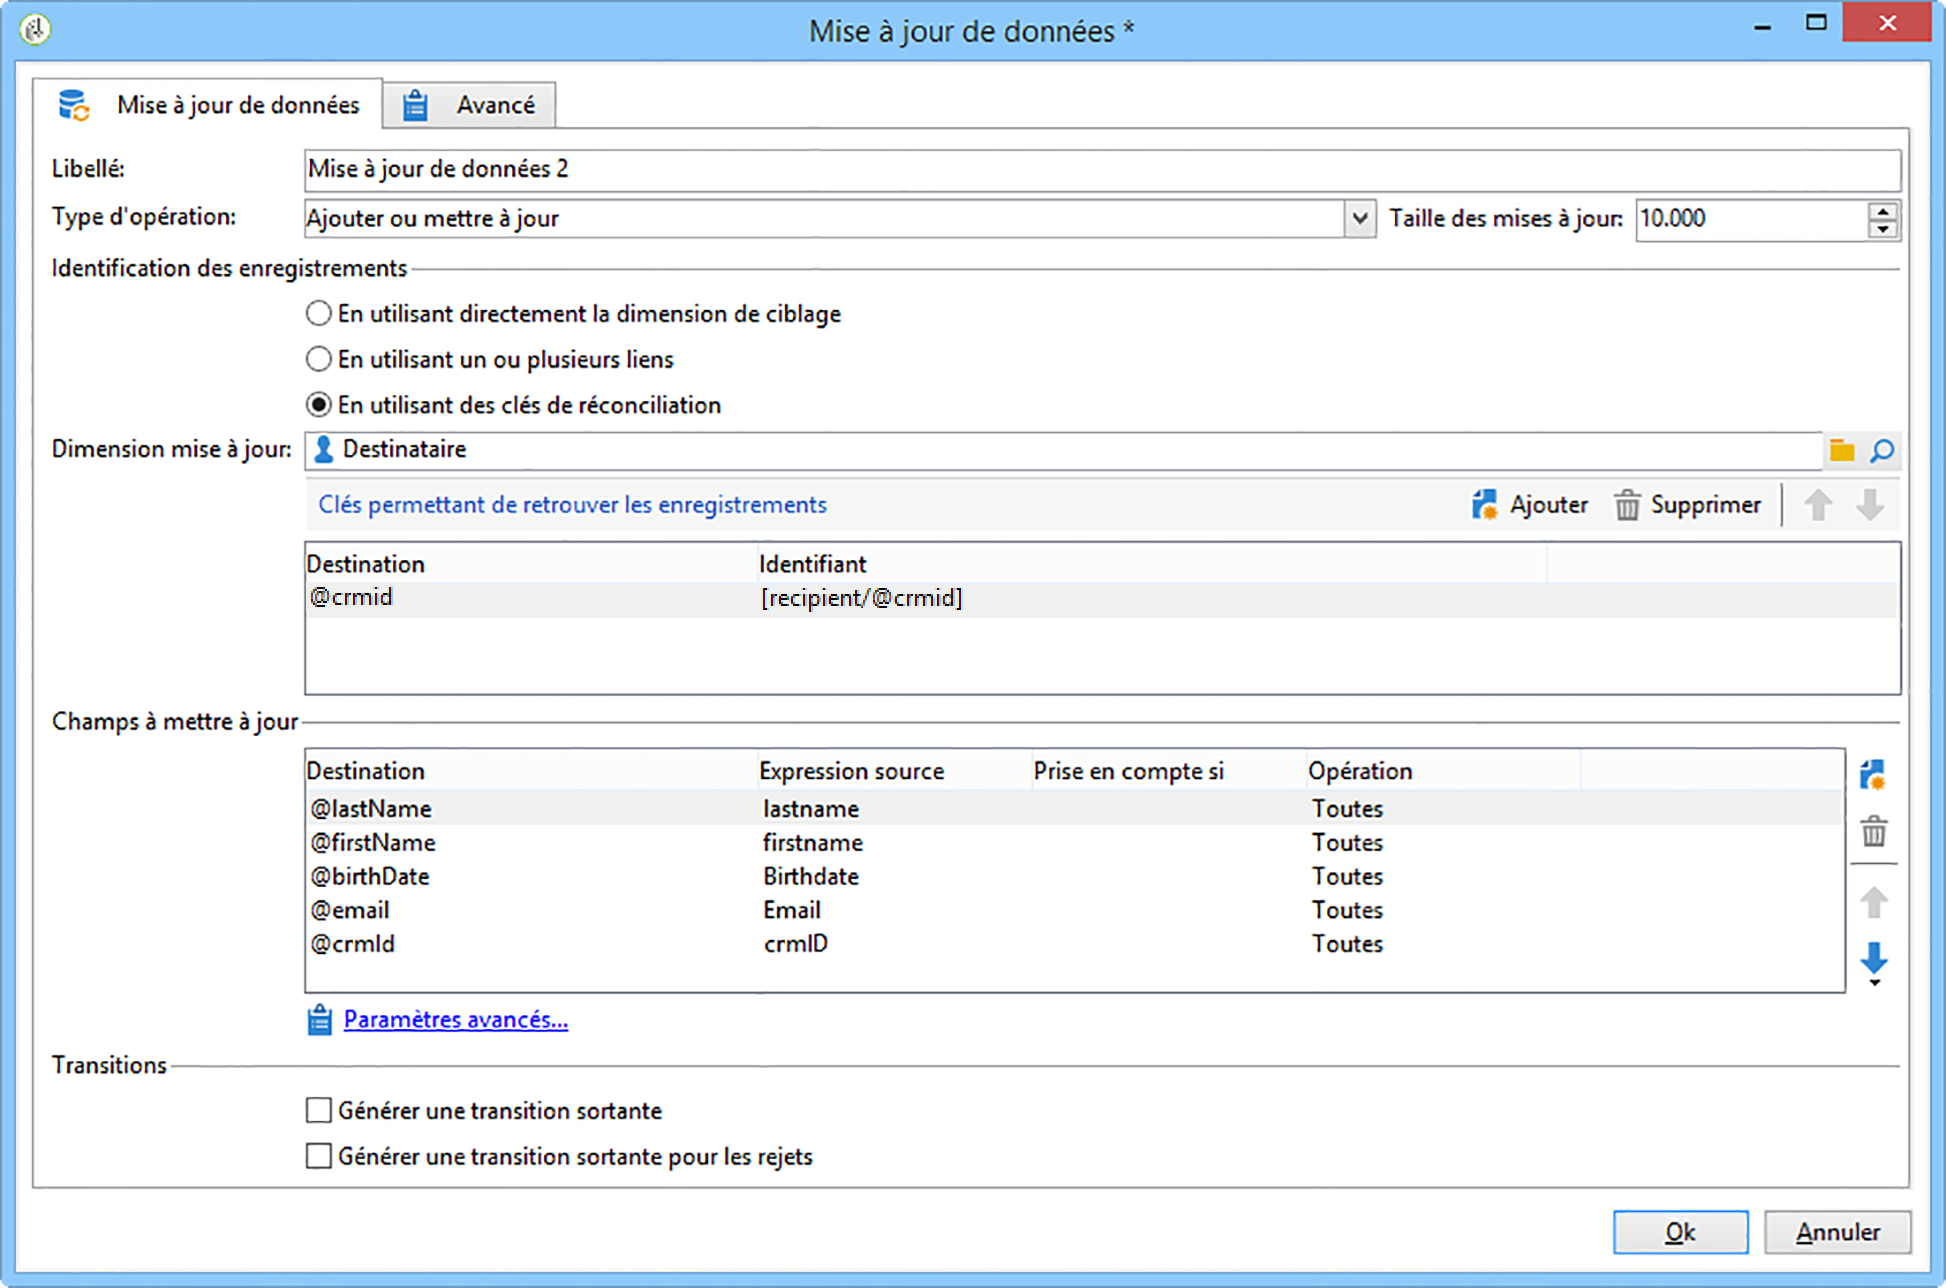 Mise à jour de données *
Mise à jour de données Avancé
Libellé: Mise à jour de données 2
Type d'opération: Ajouter ou mettre à jour Taille des mises à jour: 10.000
Identification des enregistrements
En utilisant directement la dimension de ciblage
En utilisant un ou plusieurs liens
En utilisant des clés de réconciliation
Dimension mise à jour: Destinataire
Clés permettant de retrouver les enregistrements Ajouter Supprimer
Destination Identifiant
@crmid [recipient/@crmid]
Champs à mettre à jour
Destination Expression source Prise en compte si Opération
@lastName lastname Toutes
@firstName firstname Toutes
@birthDate Birthdate Toutes
@email Email Toutes
@crmId crmID Toutes
Paramètres avancés...
Transitions
Générer une transition sortante
Générer une transition sortante pour les rejets
Ok Annuler